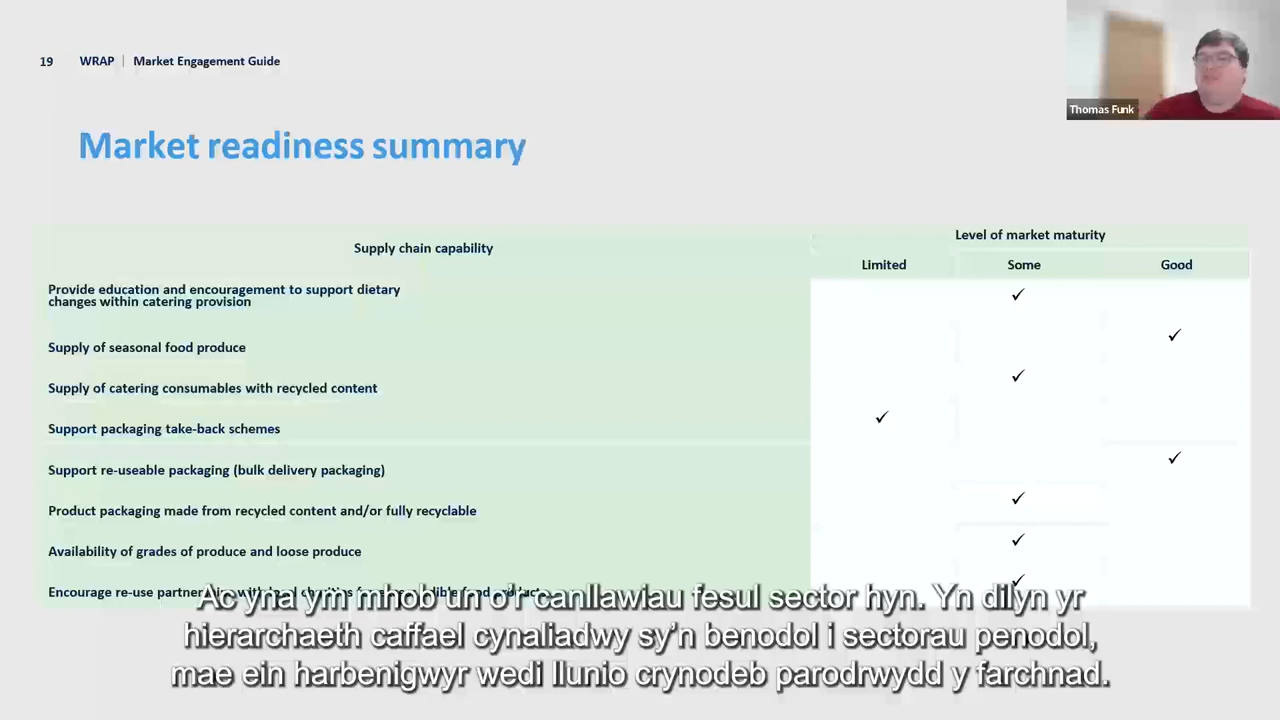 19 WRAP | Market Engagement Guide
Thomas Funk
Market readiness summary
Supply chain capability
Level of market maturity
Limited Some Good
Provide education and encouragement to support dietary
changes within catering provision ✓
Supply of seasonal food produce ✓
Supply of catering consumables with recycled content ✓
Support packaging take-back schemes ✓
Support re-useable packaging (bulk delivery packaging) ✓
Product packaging made from recycled content and/or fully recyclable ✓
Availability of grades of produce and loose produce ✓
Encourage re-use ✓
Ac yna ym mhob un o'r canllawiau fesul sector hyn. Yn dilyn yr
hierarchaeth caffael cynaliadwy sy'n benodol i sectorau penodol,
mae ein harbenigwyr wedi llunio crynodeb parodrwydd y farchnad.